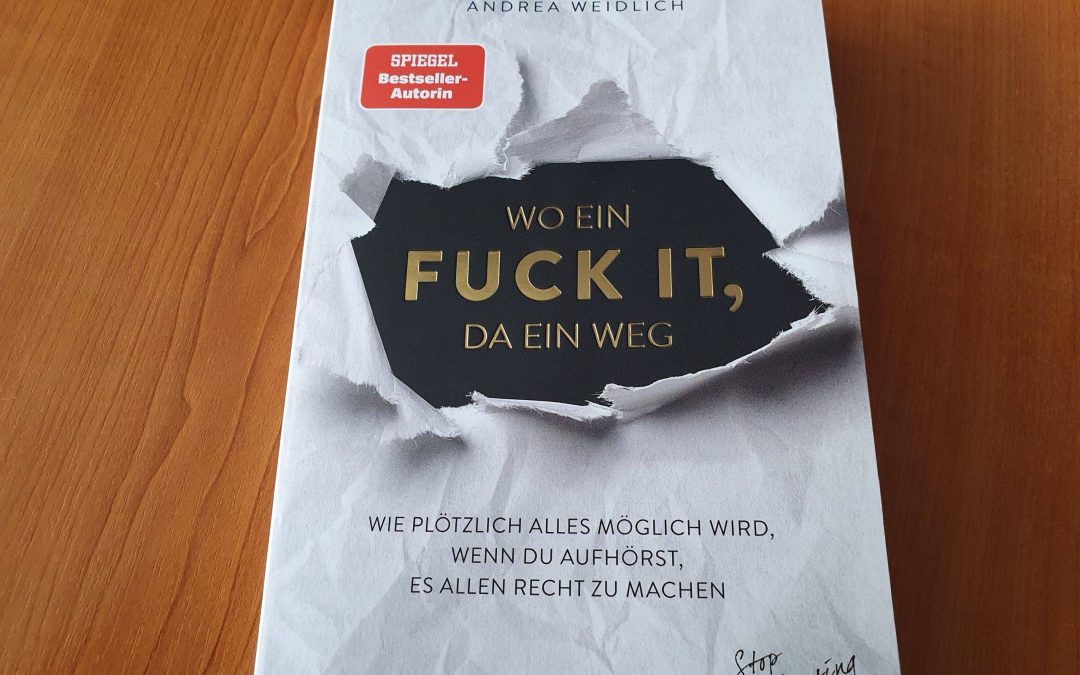 ANDREA WEIDLICH
SPIEGEL
Bestseller-
Autorin
WO EIN
FUCK IT,
DA EIN WEG
WIE PLÖTZLICH ALLES MÖGLICH WIRD,
WENN DU AUFHÖRST,
ES ALLEN RECHT ZU MACHEN
Stop